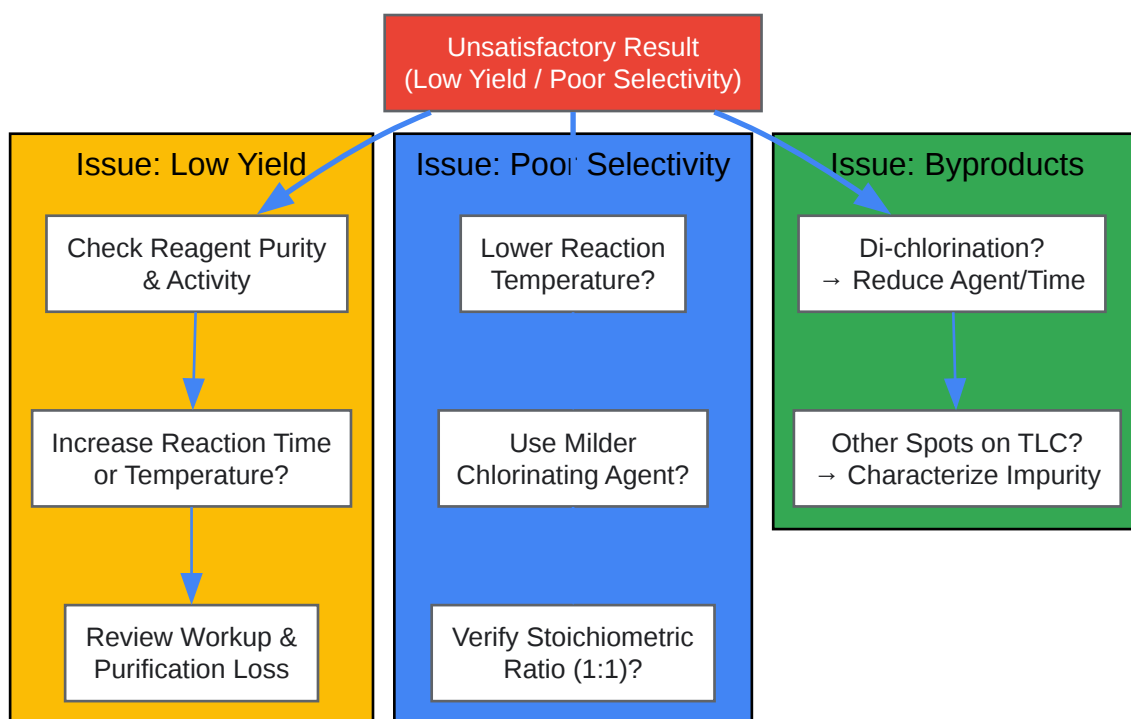 Unsatisfactory Result
(Low Yield / Poor Selectivity)
Issue: Low Yield
Check Reagent Purity
& Activity
Increase Reaction Time
or Temperature?
Review Workup &
Purification Loss
Issue: Poor Selectivity
Lower Reaction
Temperature?
Use Milder
Chlorinating Agent?
Verify Stoichiometric
Ratio (1:1)?
Issue: Byproducts
Di-chlorination?
→ Reduce Agent/Time
Other Spots on TLC?
→ Characterize Impurity